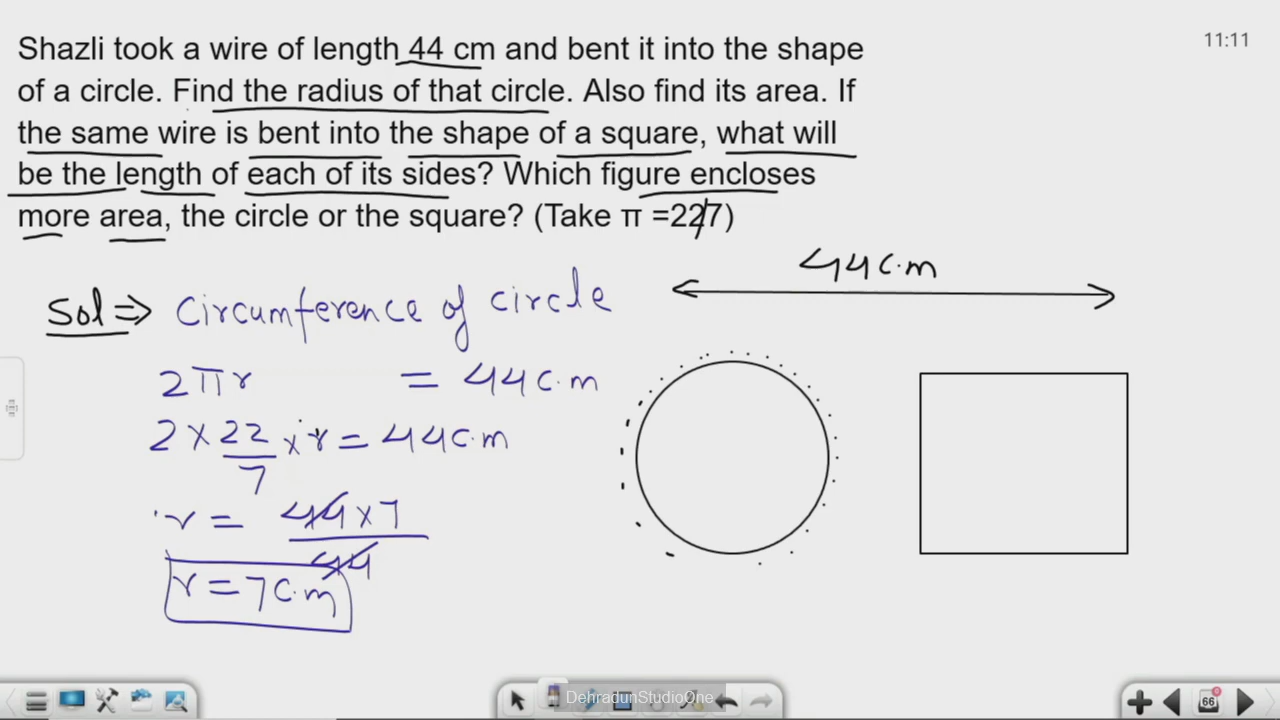 Shazli took a wire of length 44 cm and bent it into the shape
11:11
of a circle. Find the radius of that circle. Also find its area. If
the same wire is bent into the shape of a square, what will
be the length of each of its sides? Which figure encloses
more area, the circle or the square? (Take π =22/7)
44c.m
Sol ⇒ Circumference of circle
2πr = 44c.m
2 × 22/7 × r = 44c.m
r = 44×7/44
r = 7c.m
DehradunStudioOne
66